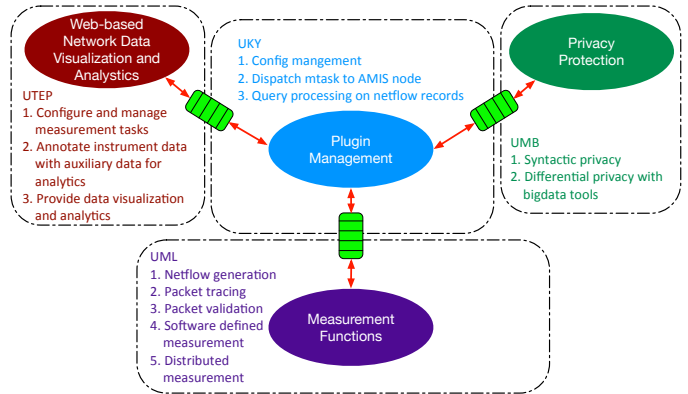 Web-based
Network Data
Visualization and
Analystics
UTEP
1. Configure and manage
measurement tasks
2. Annotate instrument data
with auxiliary data for
analytics
3. Provide data visualization
and analytics
UKY
1. Config mangement
2. Dispatch mtask to AMIS node
3. Query processing on netflow records
Plugin
Management
Privacy
Protection
UMB
1. Syntactic privacy
2. Differential privacy with
bigdata tools
UML
1. Netflow generation
2. Packet tracing
3. Packet validation
4. Software defined
measurement
5. Distributed
measurement
Measurement
Functions